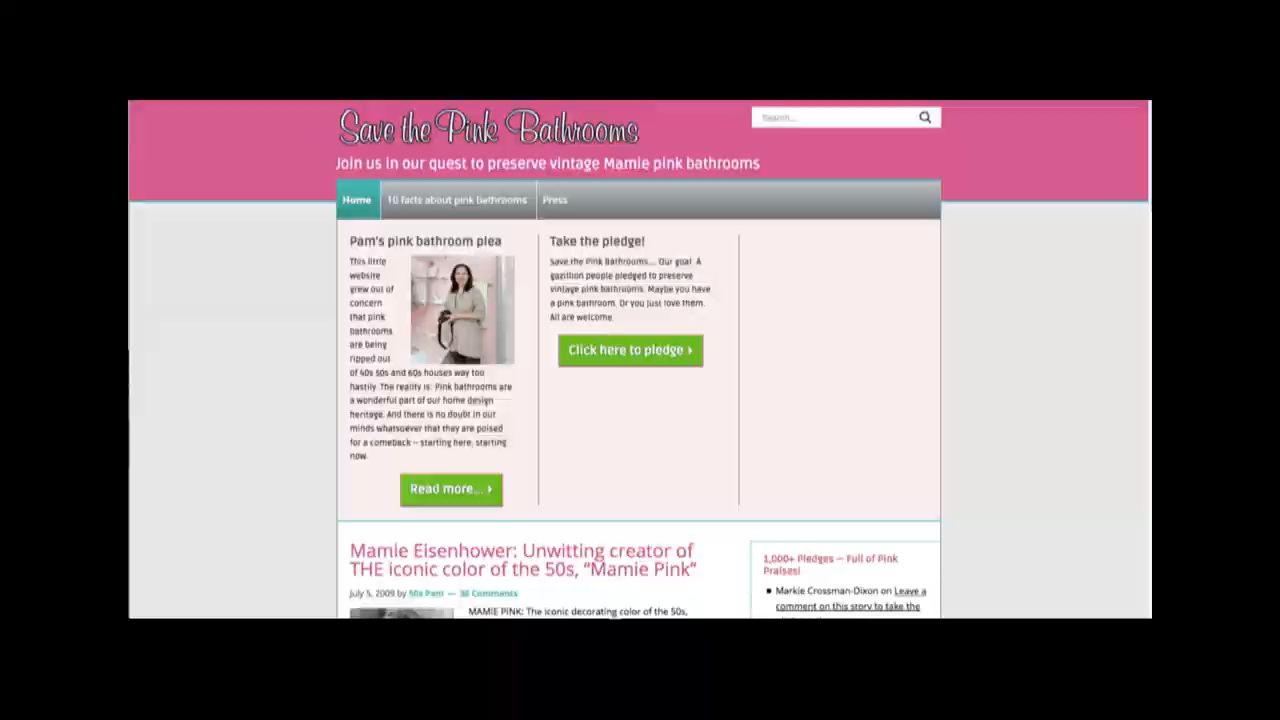 Save the Pink Bathrooms
Search...
Join us in our quest to preserve vintage Mamie pink bathrooms
Home
10 facts about pink bathrooms
Press
Pam's pink bathroom plea
This little
website
grew out of
concern
that pink
bathrooms
are being
ripped out
of 40s 50s and 60s houses way too
hastily. The reality is: Pink bathrooms are
a wonderful part of our home design
heritage. And there is no doubt in our
minds whatsoever that they are poised
for a comeback — starting here, starting
now.
Read more...
Take the pledge!
Save the Pink Bathrooms.... Our goal: A
gazillion people pledged to preserve
vintage pink bathrooms. Maybe you have
a pink bathroom. Or you just love them.
All are welcome.
Click here to pledge
Mamie Eisenhower: Unwitting creator of
THE iconic color of the 50s, “Mamie Pink”
July 5, 2009 by 50s Pam — 38 Comments
MAMIE PINK: The iconic decorating color of the 50s,
1,000+ Pledges — Full of Pink
Praises!
Markie Crossman-Dixon on Leave a
comment on this story to take the